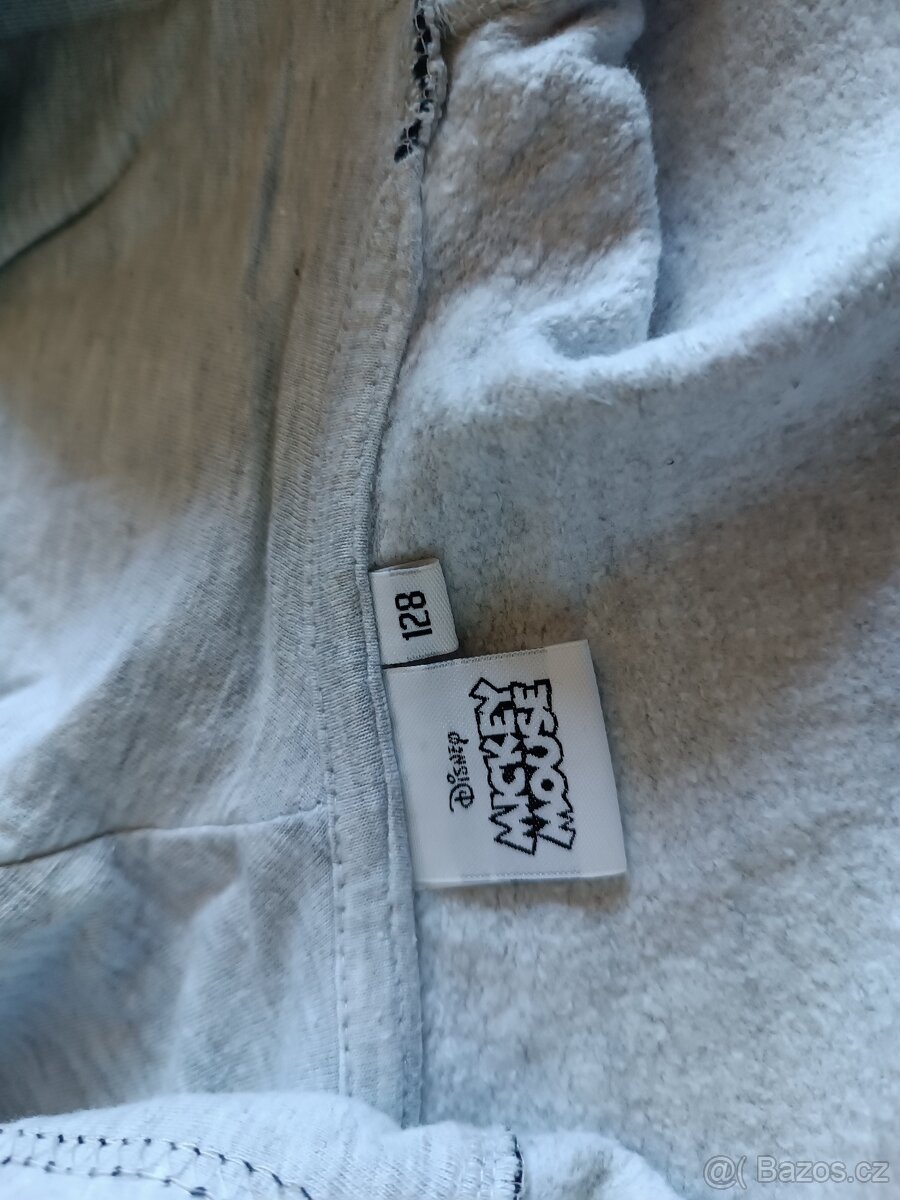 128
Disney
MICKEY
MOUSE
@( Bazos.cz